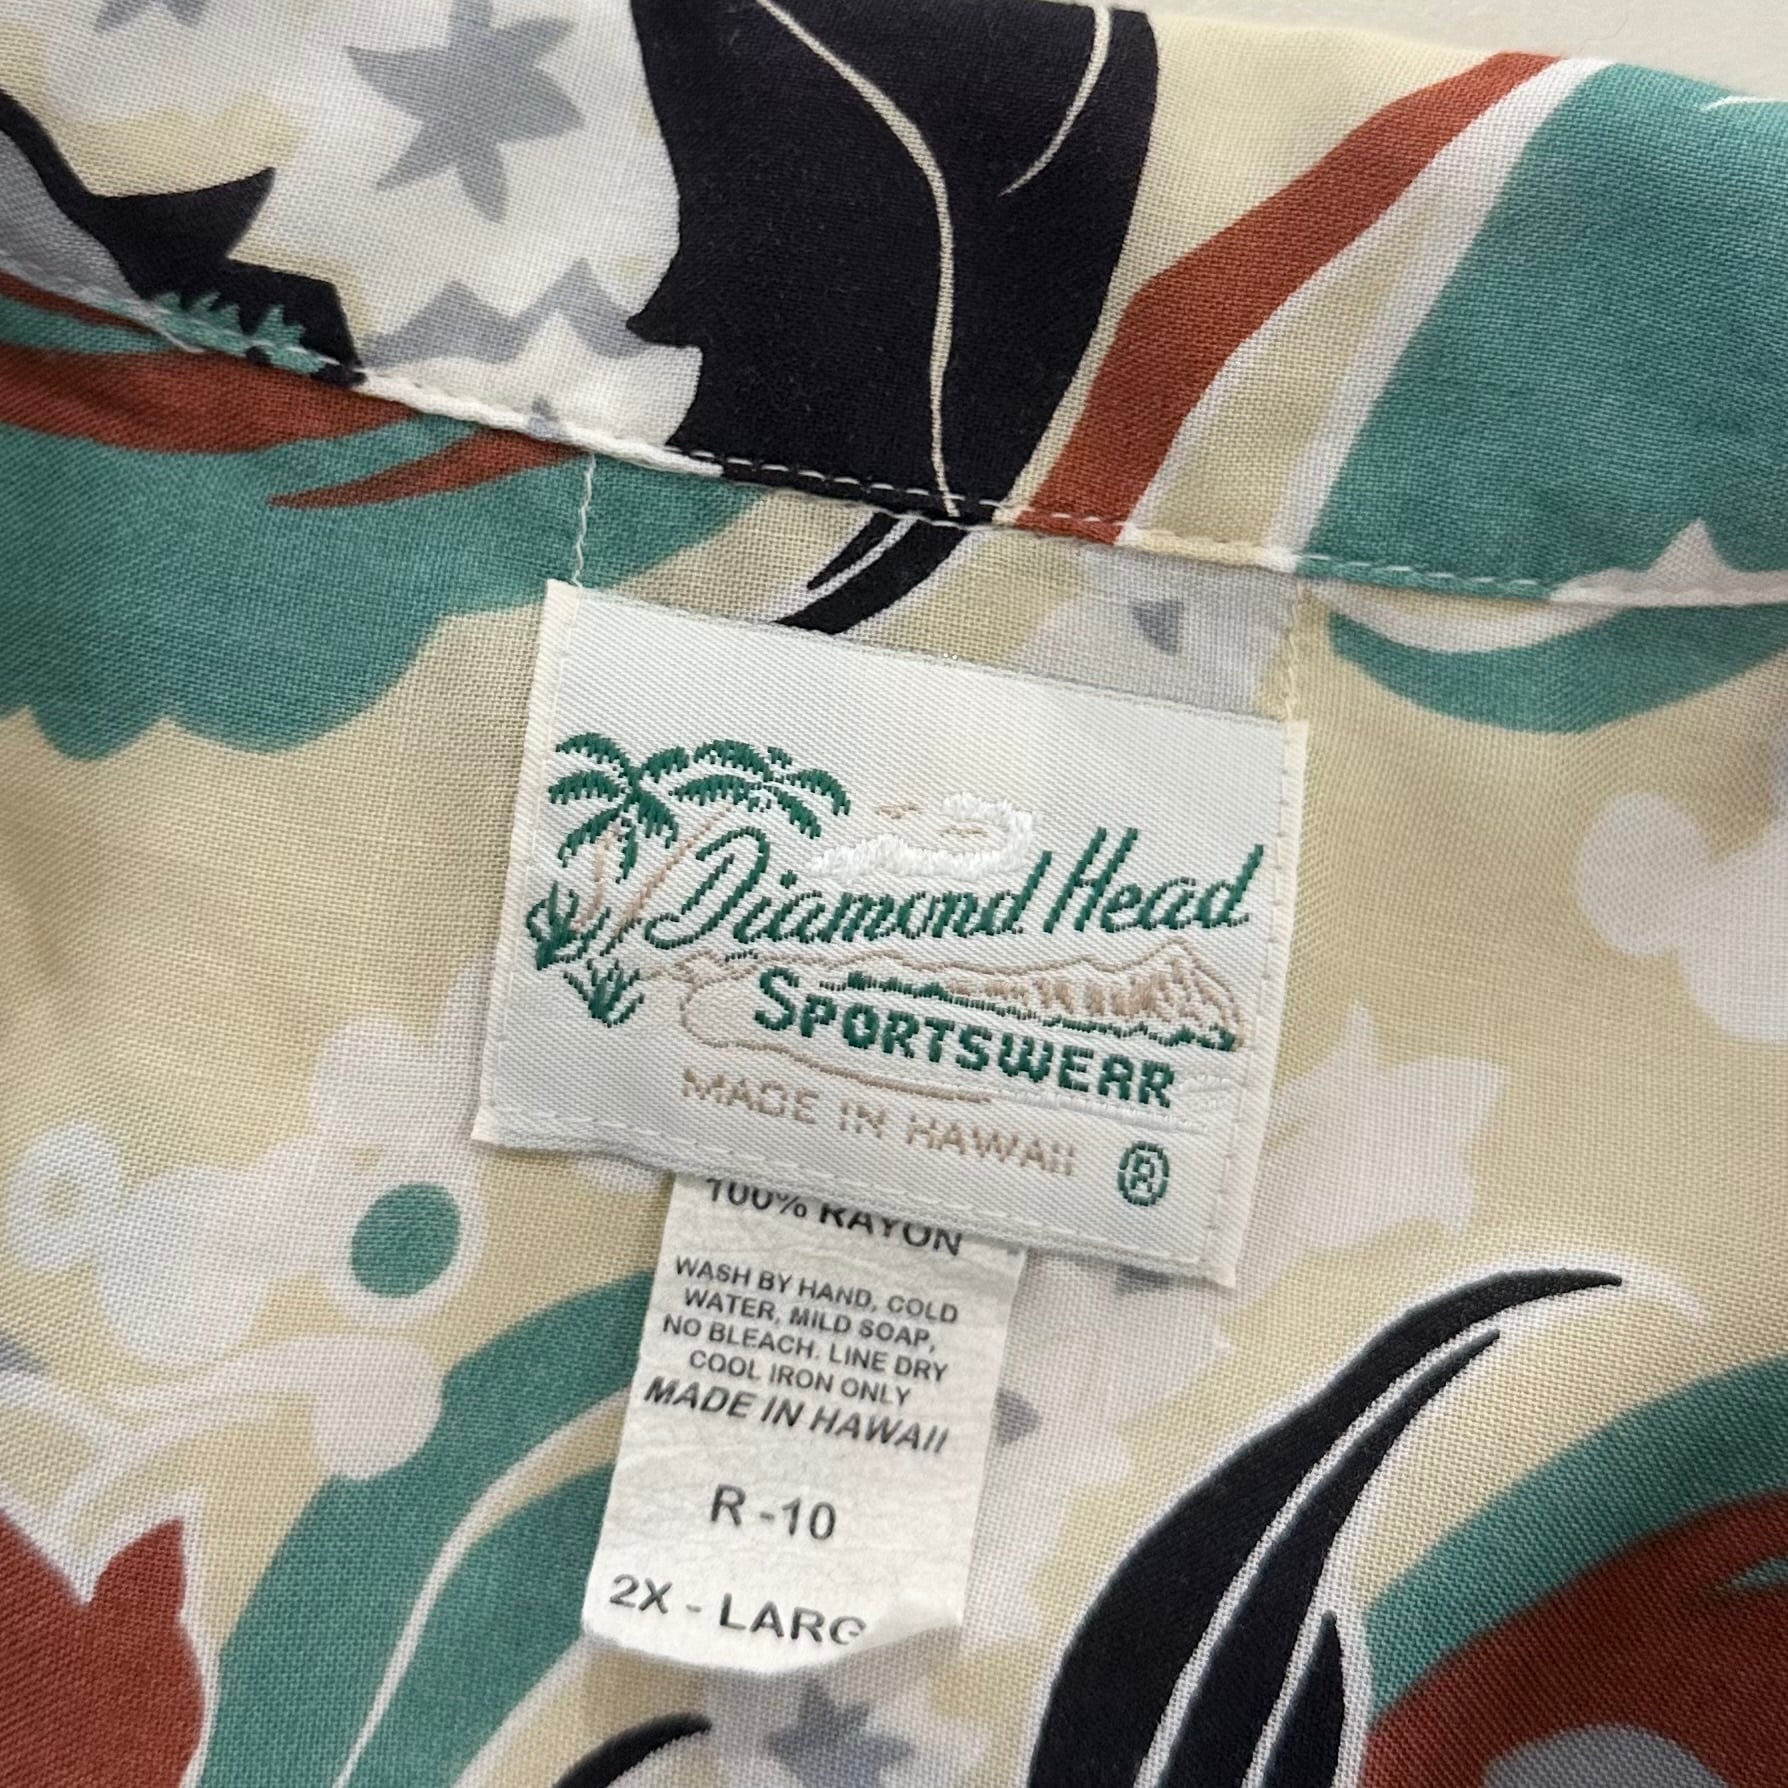 Diamond Head
SPORTSWEAR
MADE IN HAWAII ®
100% RAYON
WASH BY HAND, COLD
WATER, MILD SOAP,
NO BLEACH. LINE DRY
COOL IRON ONLY
MADE IN HAWAII
R -10
2X - LARG